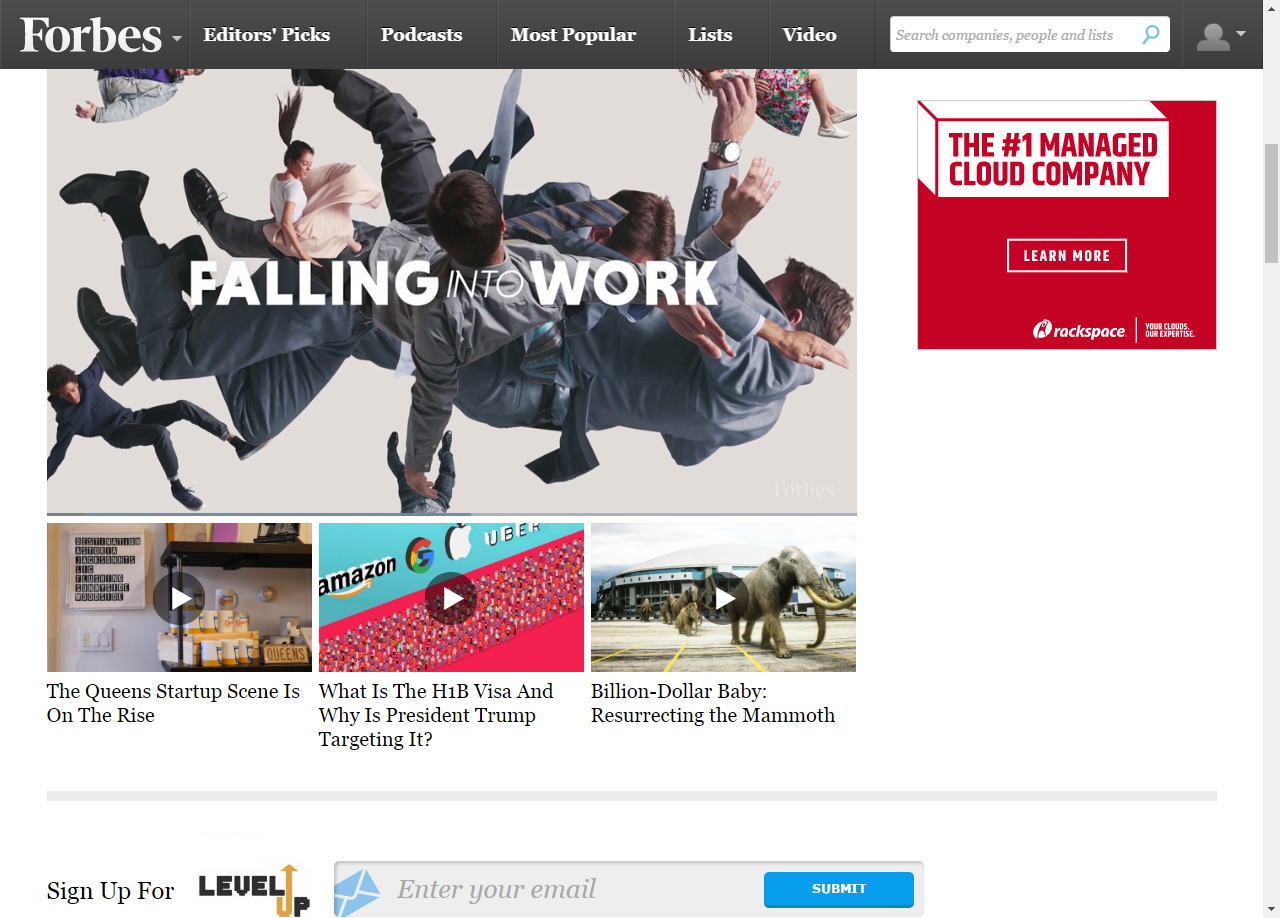 Forbes
Editors' Picks
Podcasts
Most Popular
Lists
Video
Search companies, people and lists
FALLING INTO WORK
Forbes
THE #1 MANAGED
CLOUD COMPANY
LEARN MORE
rackspace
YOUR CLOUDS.
OUR EXPERTISE.
DESTINATION
ASTORIA
JACKSONHTS
LIC
FLUSHING
SUNNYSIDE
WOODSIDE
QUEENS
amazon
G
UBER
The Queens Startup Scene Is
On The Rise
What Is The H1B Visa And
Why Is President Trump
Targeting It?
Billion-Dollar Baby:
Resurrecting the Mammoth
Sign Up For
LEVEL UP
Enter your email
SUBMIT